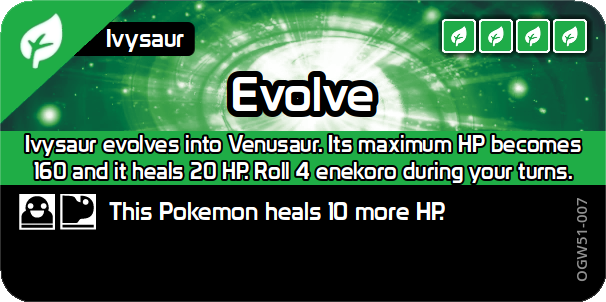 Ivysaur
Evolve
Ivysaur evolves into Venusaur. Its maximum HP becomes
160 and it heals 20 HP. Roll 4 enekoro during your turns.
This Pokemon heals 10 more HP.
OGW51-007